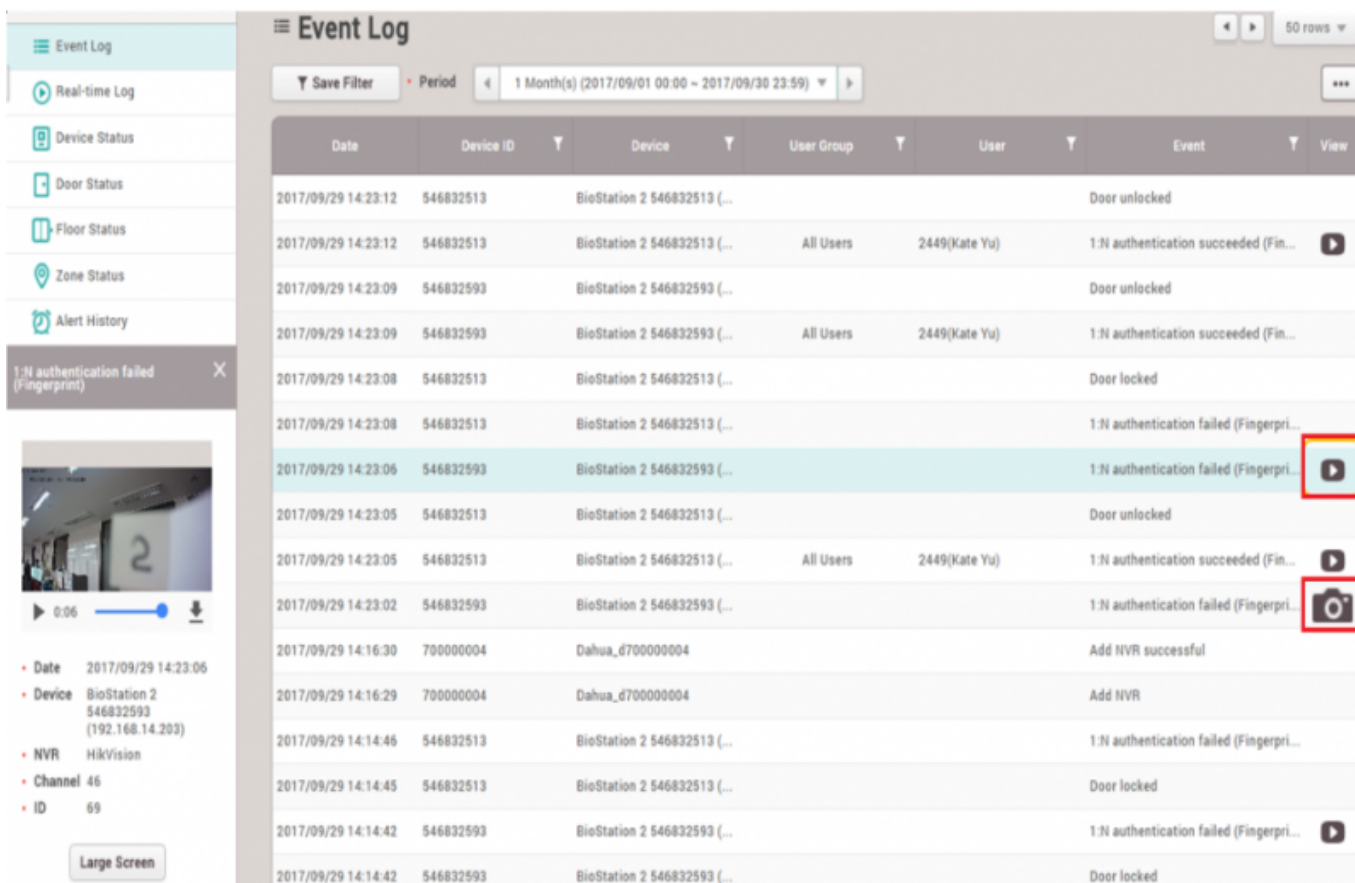 Event Log
Real-time Log
Device Status
Door Status
Floor Status
Zone Status
Alert History
1:N authentication failed
(Fingerprint)
2
0:06
Date 2017/09/29 14:23:06
Device BioStation 2
546832593
(192.168.14.203)
NVR HikVision
Channel 46
ID 69
Large Screen
Event Log
50 rows
Save Filter
Period 1 Month(s) (2017/09/01 00:00 ~ 2017/09/30 23:59)
Date Device ID Device User Group User Event View
2017/09/29 14:23:12 546832513 BioStation 2 546832513 (... Door unlocked
2017/09/29 14:23:12 546832513 BioStation 2 546832513 (... All Users 2449(Kate Yu) 1:N authentication succeeded (Fin...
2017/09/29 14:23:09 546832593 BioStation 2 546832593 (... Door unlocked
2017/09/29 14:23:09 546832593 BioStation 2 546832593 (... All Users 2449(Kate Yu) 1:N authentication succeeded (Fin...
2017/09/29 14:23:08 546832513 BioStation 2 546832513 (... Door locked
2017/09/29 14:23:08 546832513 BioStation 2 546832513 (... 1:N authentication failed (Fingerpri...
2017/09/29 14:23:06 546832593 BioStation 2 546832593 (... 1:N authentication failed (Fingerpri...
2017/09/29 14:23:05 546832513 BioStation 2 546832513 (... Door unlocked
2017/09/29 14:23:05 546832513 BioStation 2 546832513 (... All Users 2449(Kate Yu) 1:N authentication succeeded (Fin...
2017/09/29 14:23:02 546832593 BioStation 2 546832593 (... 1:N authentication failed (Fingerpri...
2017/09/29 14:16:30 700000004 Dahua_d700000004 Add NVR successful
2017/09/29 14:16:29 700000004 Dahua_d700000004 Add NVR
2017/09/29 14:14:46 546832513 BioStation 2 546832513 (... 1:N authentication failed (Fingerpri...
2017/09/29 14:14:45 546832513 BioStation 2 546832513 (... Door locked
2017/09/29 14:14:42 546832593 BioStation 2 546832593 (... 1:N authentication failed (Fingerpri...
2017/09/29 14:14:42 546832593 BioStation 2 546832593 (... Door locked